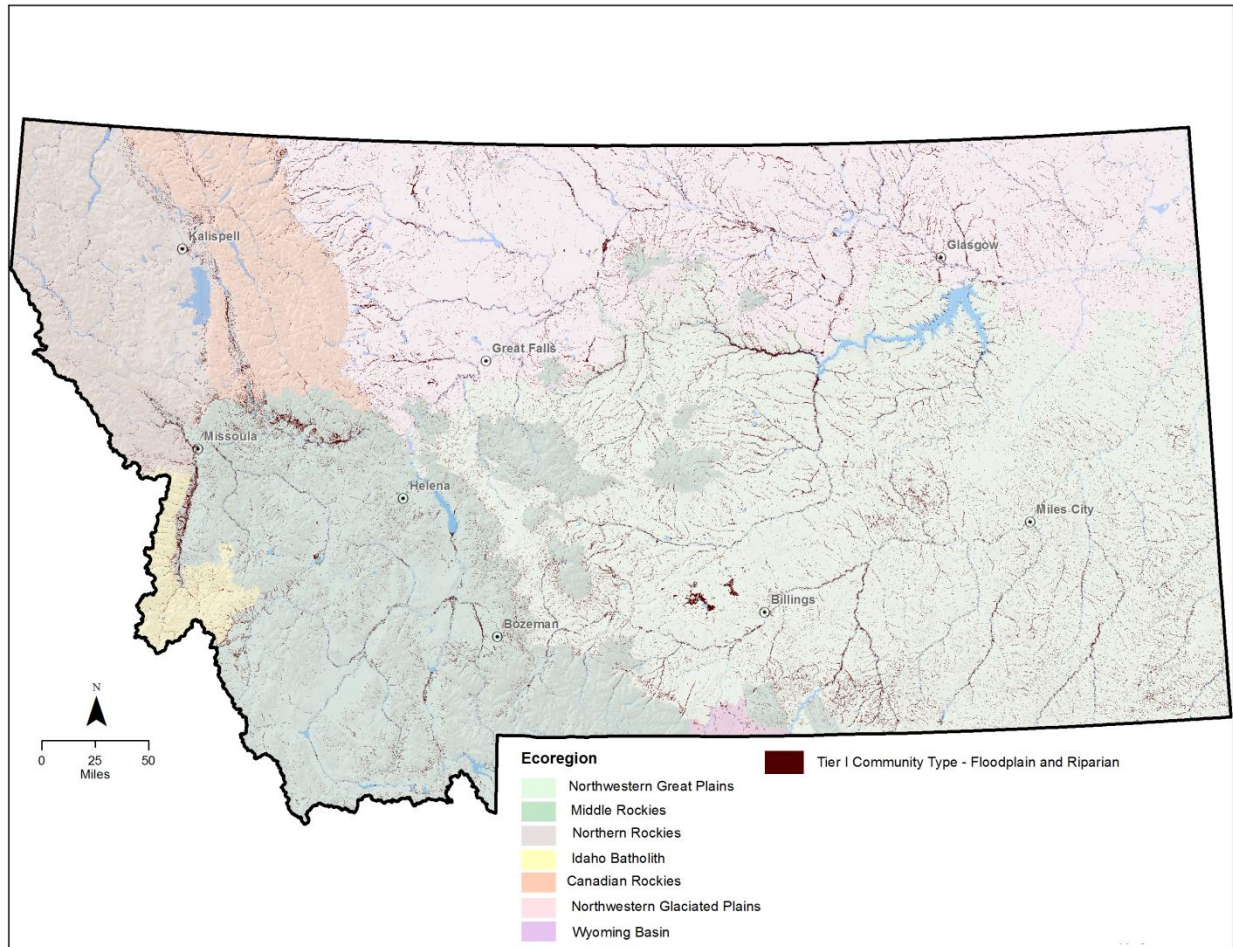 Kalispell
Glasgow
Great Falls
Missoula
Helena
Miles City
Billings
Bozeman
N
0 25 50
Miles
Ecoregion
Northwestern Great Plains
Middle Rockies
Northern Rockies
Idaho Batholith
Canadian Rockies
Northwestern Glaciated Plains
Wyoming Basin
Tier I Community Type - Floodplain and Riparian